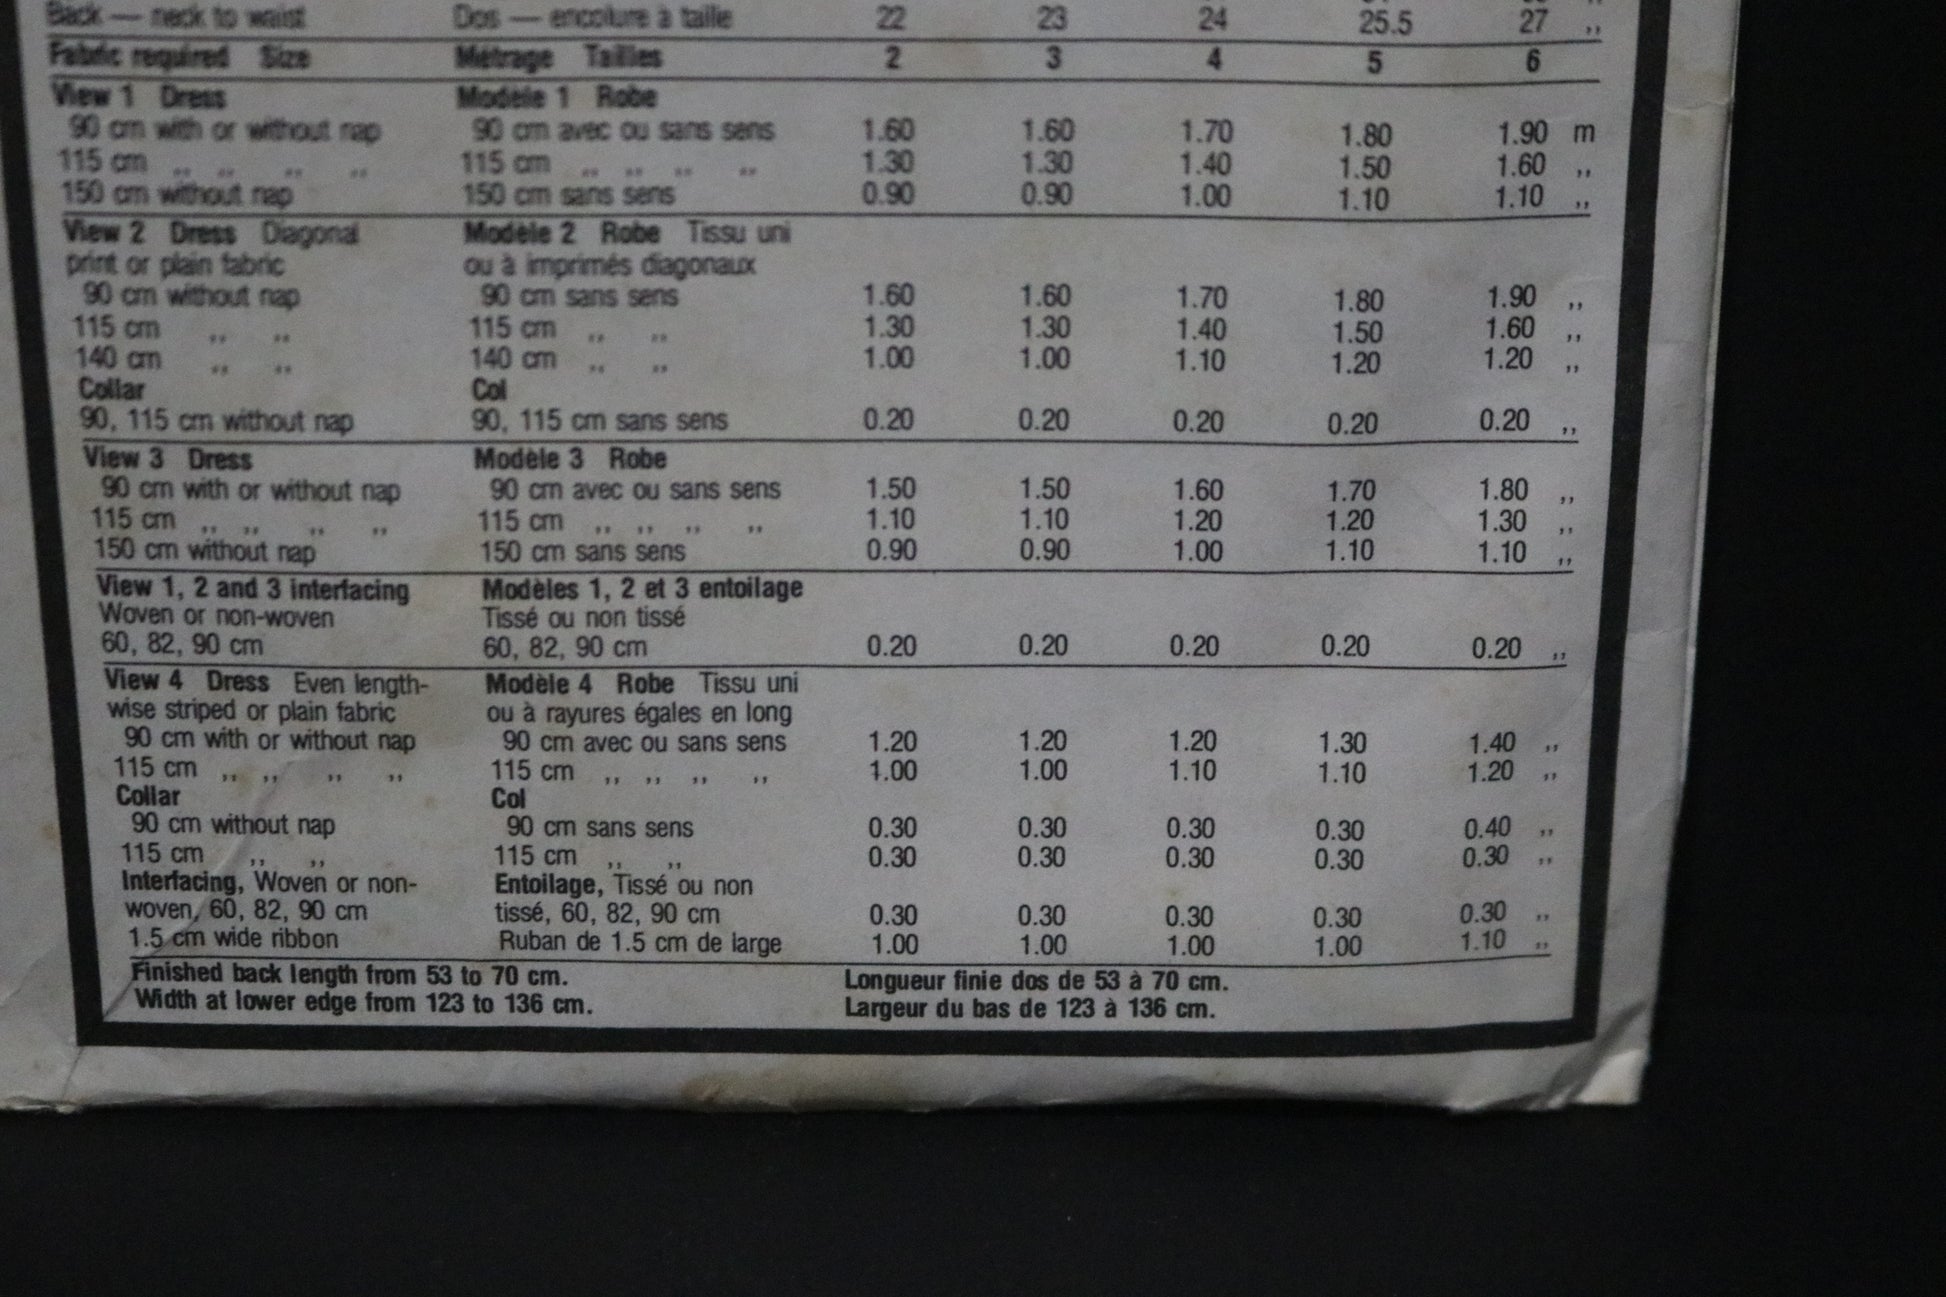 Back — neck to waist Dos — encolure à taille 22 23 24 25.5 27 ,,
Fabric required Size Métrage Tailles 2 3 4 5 6
View 1 Dress Modèle 1 Robe
90 cm with or without nap 90 cm avec ou sans sens 1.60 1.60 1.70 1.80 1.90 m
115 cm ,, ,, ,, ,, 115 cm ,, ,, ,, ,, 1.30 1.30 1.40 1.50 1.60 ,,
150 cm without nap 150 cm sans sens 0.90 0.90 1.00 1.10 1.10 ,,
View 2 Dress Diagonal Modèle 2 Robe Tissu uni
print or plain fabric ou à imprimés diagonaux
90 cm without nap 90 cm sans sens 1.60 1.60 1.70 1.80 1.90 ,,
115 cm ,, ,, 115 cm ,, ,, 1.30 1.30 1.40 1.50 1.60 ,,
140 cm ,, ,, 140 cm ,, ,, 1.00 1.00 1.10 1.20 1.20 ,,
Collar Col
90, 115 cm without nap 90, 115 cm sans sens 0.20 0.20 0.20 0.20 0.20 ,,
View 3 Dress Modèle 3 Robe
90 cm with or without nap 90 cm avec ou sans sens 1.50 1.50 1.60 1.70 1.80 ,,
115 cm ,, ,, ,, ,, 115 cm ,, ,, ,, ,, 1.10 1.10 1.20 1.20 1.30 ,,
150 cm without nap 150 cm sans sens 0.90 0.90 1.00 1.10 1.10 ,,
View 1, 2 and 3 interfacing Modèles 1, 2 et 3 entoilage
Woven or non-woven Tissé ou non tissé
60, 82, 90 cm 60, 82, 90 cm 0.20 0.20 0.20 0.20 0.20 ,,
View 4 Dress Even length- Modèle 4 Robe Tissu uni
wise striped or plain fabric ou à rayures égales en long
90 cm with or without nap 90 cm avec ou sans sens 1.20 1.20 1.20 1.30 1.40 ,,
115 cm ,, ,, ,, ,, 115 cm ,, ,, ,, ,, 1.00 1.00 1.10 1.10 1.20 ,,
Collar Col
90 cm without nap 90 cm sans sens 0.30 0.30 0.30 0.30 0.40 ,,
115 cm ,, ,, 115 cm ,, ,, 0.30 0.30 0.30 0.30 0.30 ,,
Interfacing, Woven or non- Entoilage, Tissé ou non
woven, 60, 82, 90 cm tissé, 60, 82, 90 cm 0.30 0.30 0.30 0.30 0.30 ,,
1.5 cm wide ribbon Ruban de 1.5 cm de large 1.00 1.00 1.00 1.00 1.10 ,,
Finished back length from 53 to 70 cm. Longueur finie dos de 53 à 70 cm.
Width at lower edge from 123 to 136 cm. Largeur du bas de 123 à 136 cm.